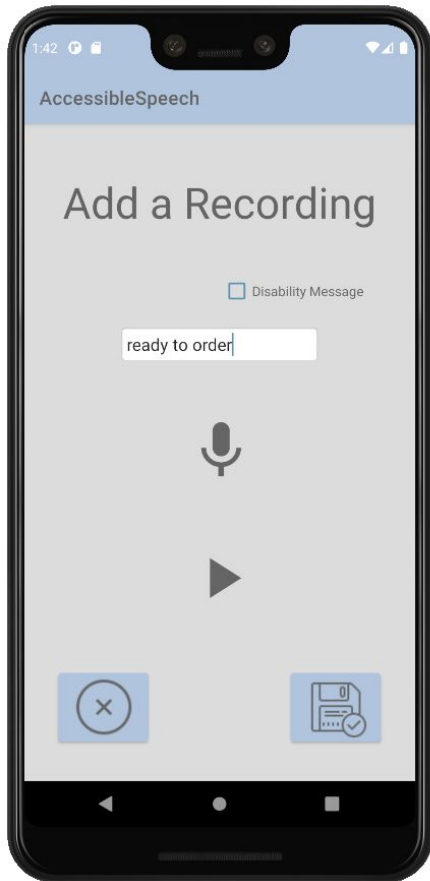 1:42
AccessibleSpeech
Add a Recording
Disability Message
ready to order